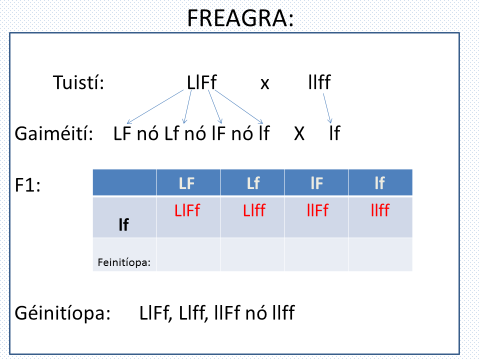 FREAGRA:
Tuistí: LlFf x llff
Gaiméití: LF nó Lf nó lF nó lf X lf
F1:
LF Lf lF lf
lf LlFf Llff llFf llff
Feinitíopa:
Géinitíopa: LlFf, Llff, llFf nó llff